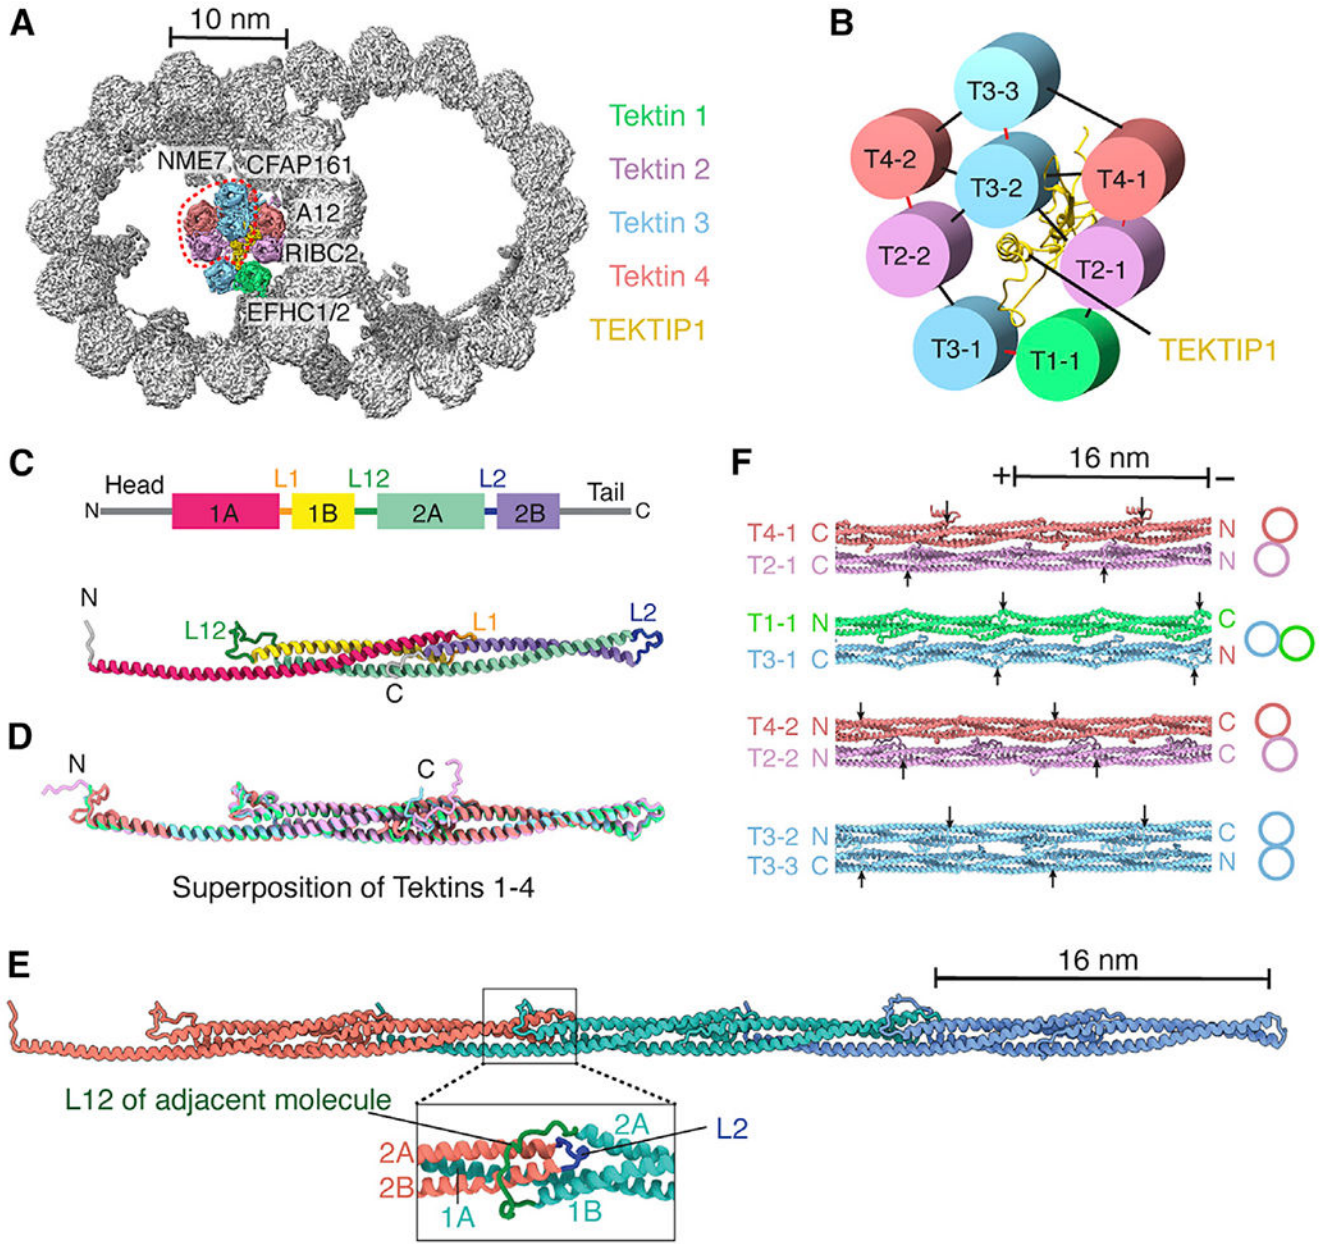 A
10 nm
NME7
CFAP161
A12
RIBC2
EFHC1/2
Tektin 1
Tektin 2
Tektin 3
Tektin 4
TEKTIP1
B
T3-3
T4-2
T3-2
T4-1
T2-2
T2-1
T3-1
T1-1
TEKTIP1
C
Head
L1
L12
L2
Tail
N
1A
1B
2A
2B
C
N
L12
L1
L2
C
D
N
C
Superposition of Tektins 1-4
E
16 nm
L12 of adjacent molecule
2A
2A
L2
2B
1A
1B
F
+
16 nm
−
T4-1 C
N
T2-1 C
N
T1-1 N
C
T3-1 C
N
T4-2 N
C
T2-2 N
C
T3-2 N
C
T3-3 C
N